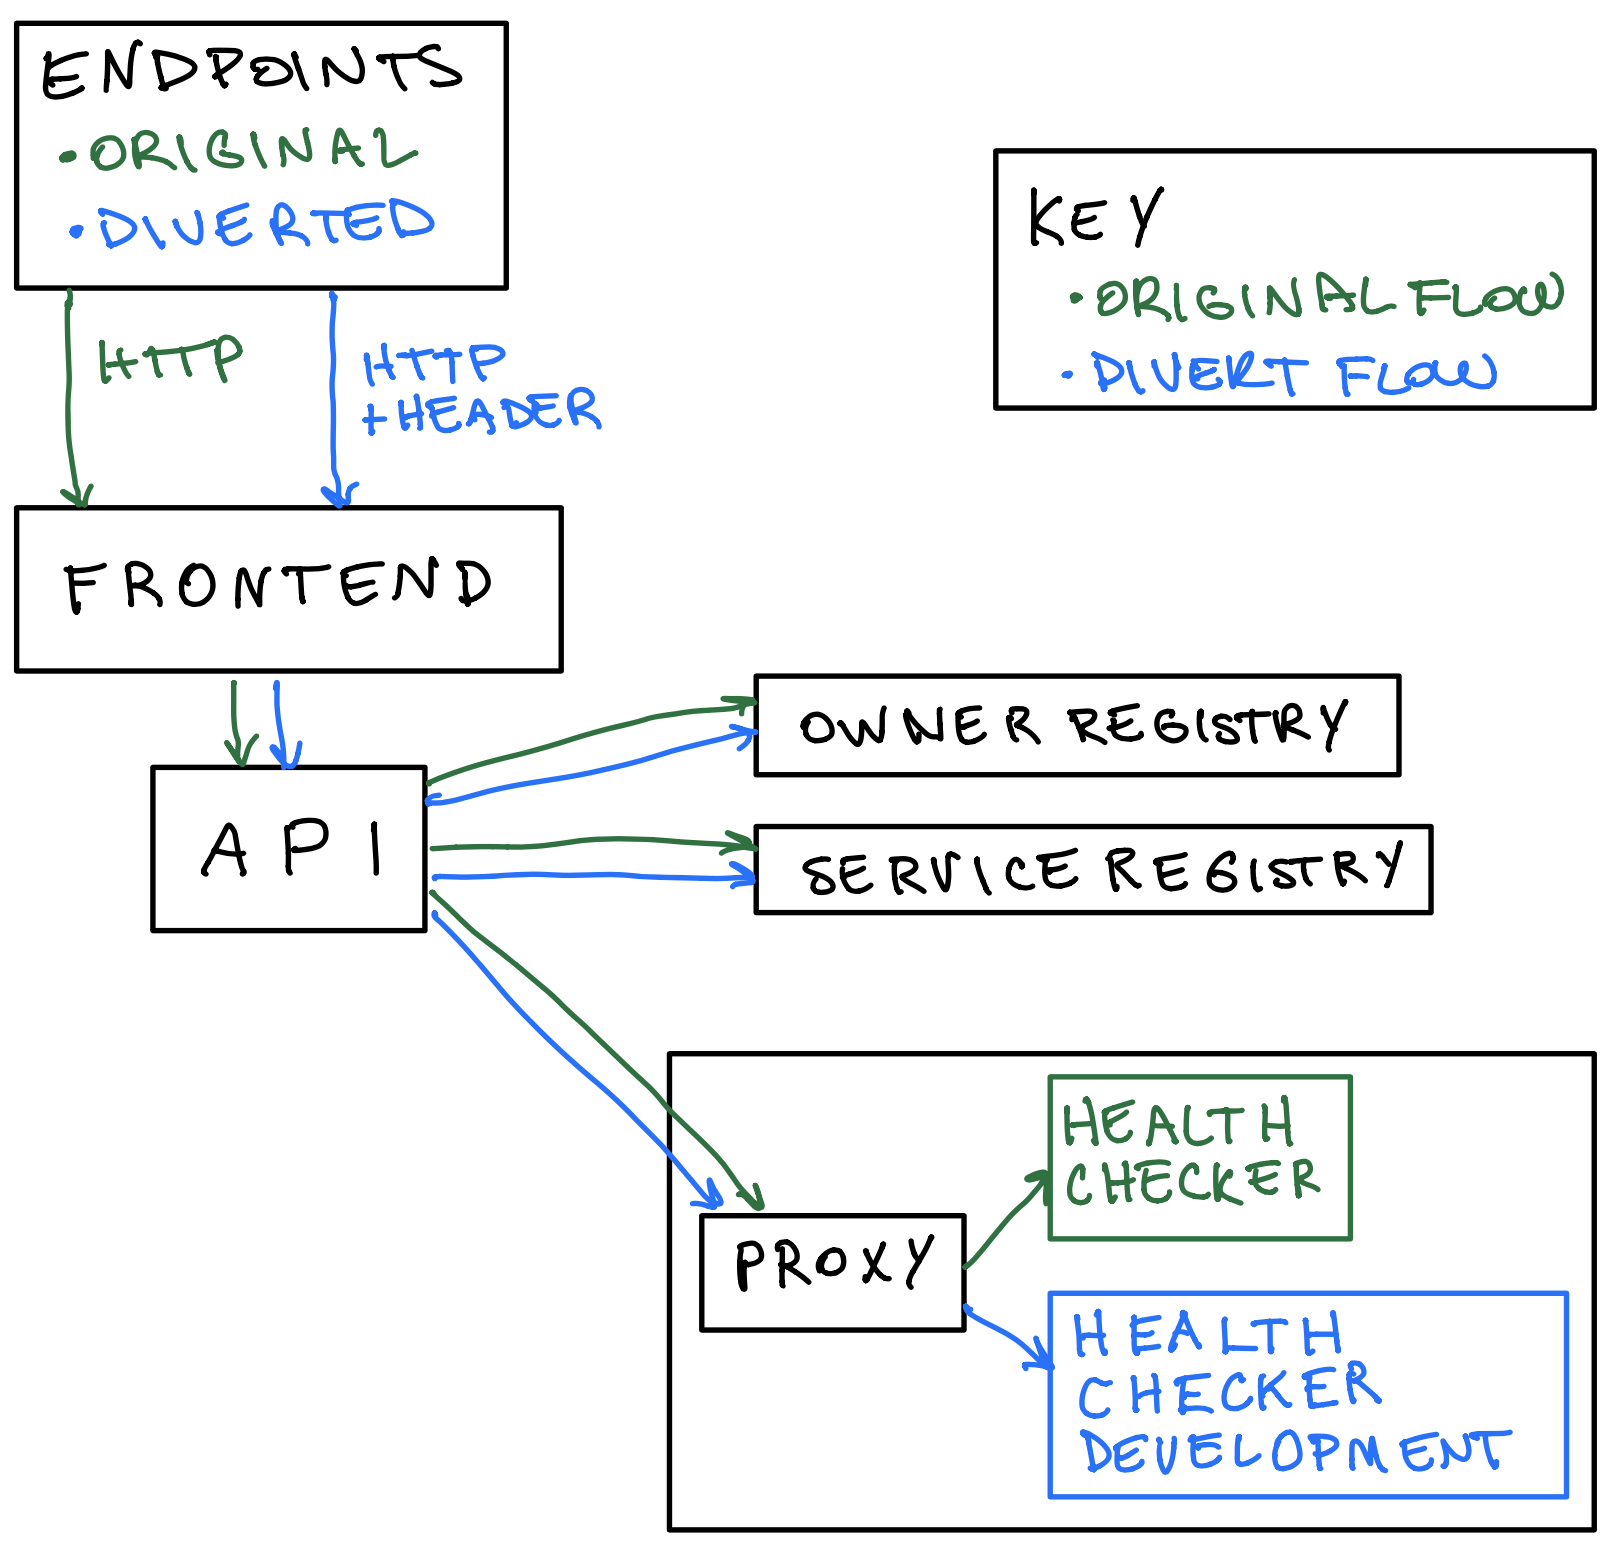 ENDPOINTS
• ORIGINAL
• DIVERTED
KEY
• ORIGINAL FLOW
• DIVERT FLOW
HTTP
HTTP
+HEADER
FRONTEND
OWNER REGISTRY
API
SERVICE REGISTRY
HEALTH
CHECKER
PROXY
HEALTH
CHECKER
DEVELOPMENT